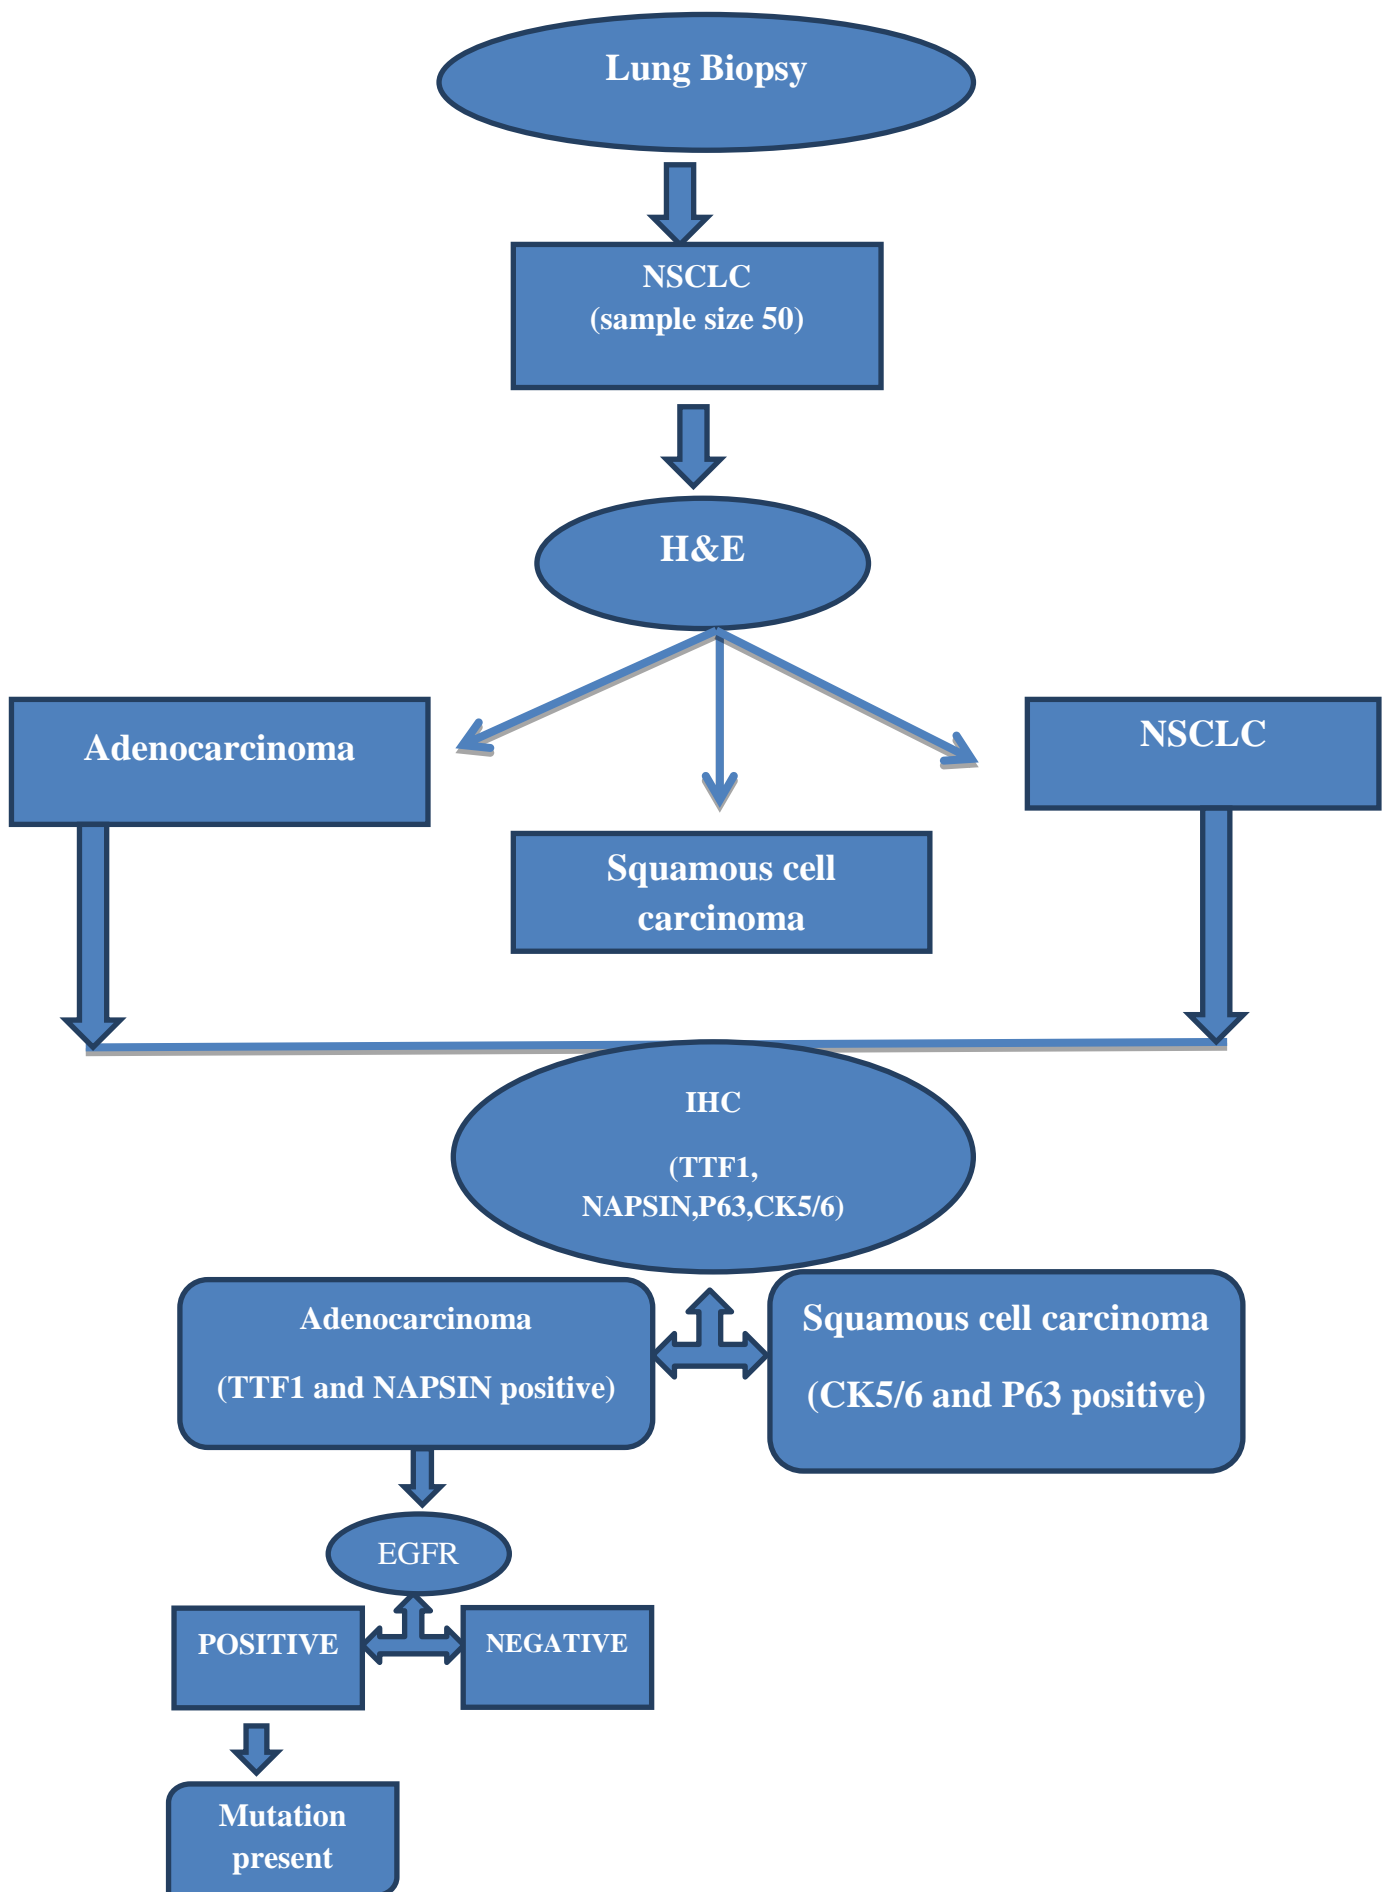 Lung Biopsy
NSCLC
(sample size 50)
H&E
Adenocarcinoma
NSCLC
Squamous cell
carcinoma
IHC
(TTF1,
NAPSIN,P63,CK5/6)
Adenocarcinoma
(TTF1 and NAPSIN positive)
Squamous cell carcinoma
(CK5/6 and P63 positive)
EGFR
POSITIVE
NEGATIVE
Mutation
present